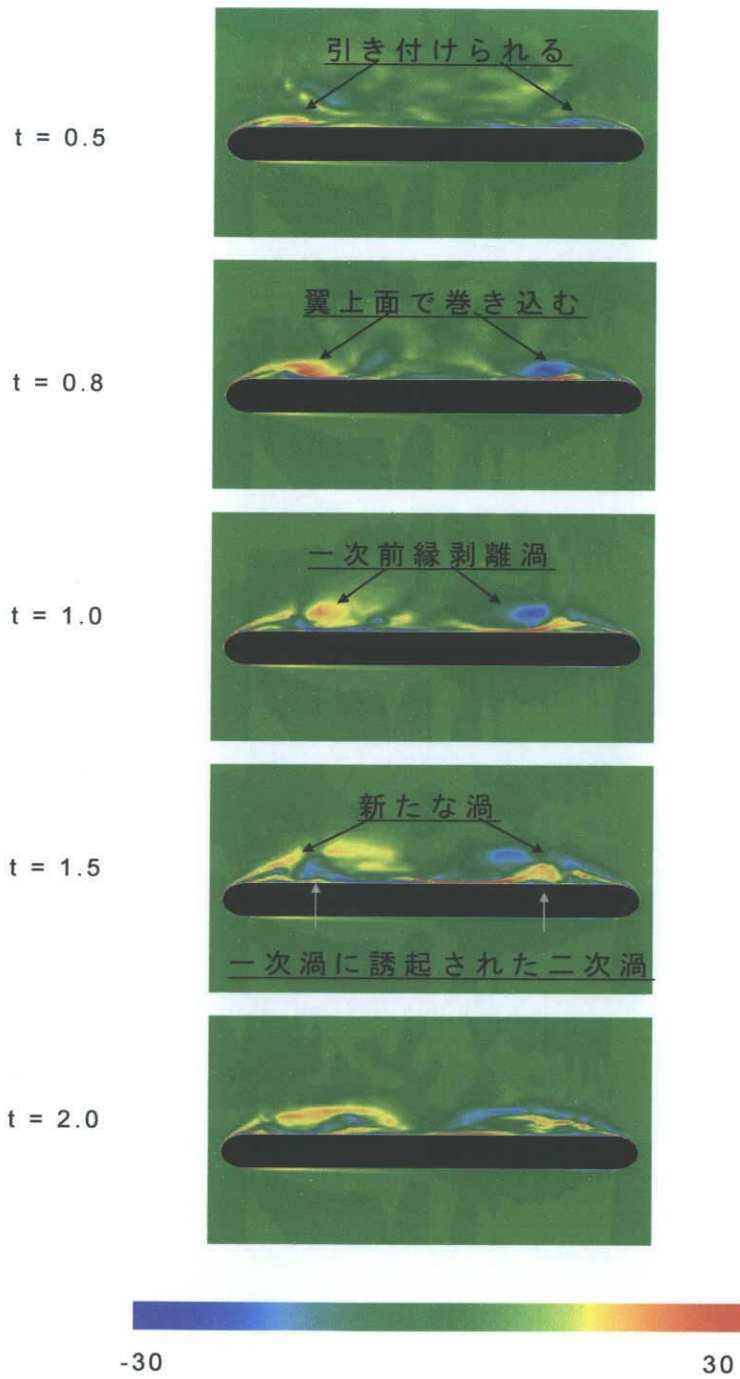 引き付けられる
t = 0.5
翼上面で巻き込む
t = 0.8
一次前縁剥離渦
t = 1.0
新たな渦
t = 1.5
一次渦に誘起された二次渦
t = 2.0
-30 30